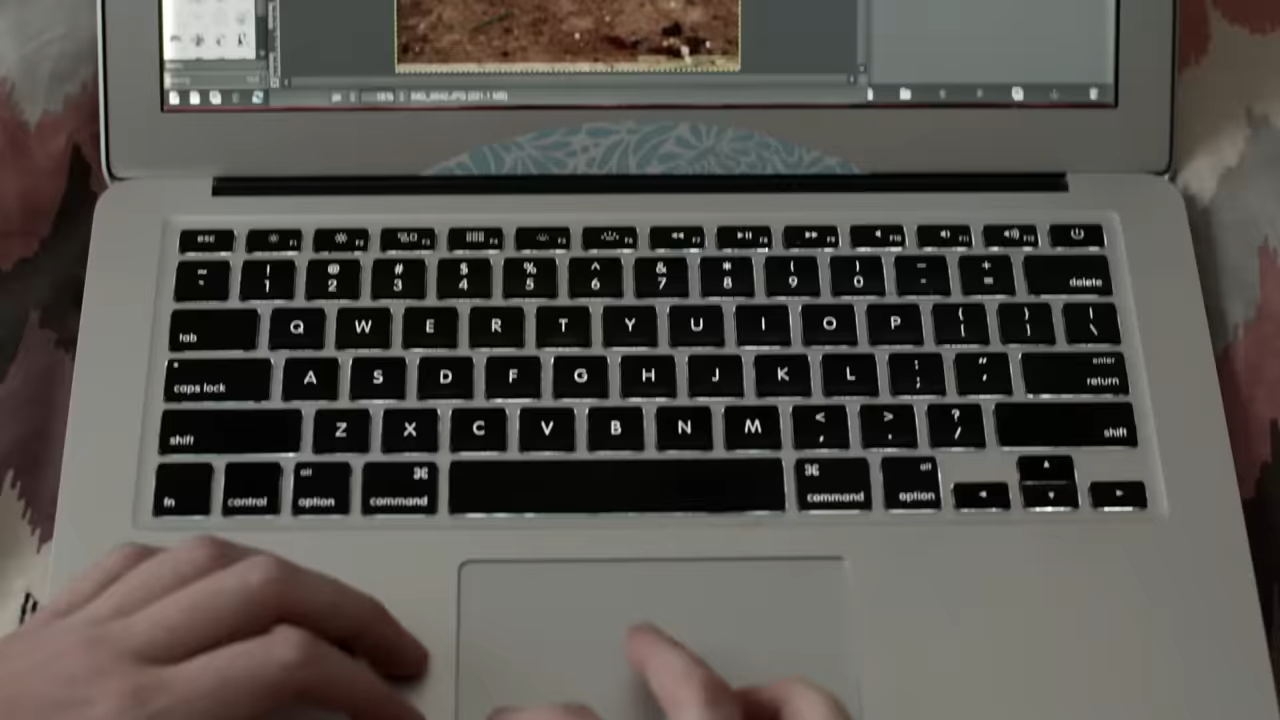 esc F1 F2 F3 F4 F5 F6 F7 F8 F9 F10 F11 F12
~ ! @ # $ % ^ & * ( ) _ +
` 1 2 3 4 5 6 7 8 9 0 - = delete
tab Q W E R T Y U I O P { [ } ] | \
caps lock A S D F G H J K L : ; " ' enter return
shift Z X C V B N M < , > . ? / shift
fn control alt option ⌘ command ⌘ command alt option